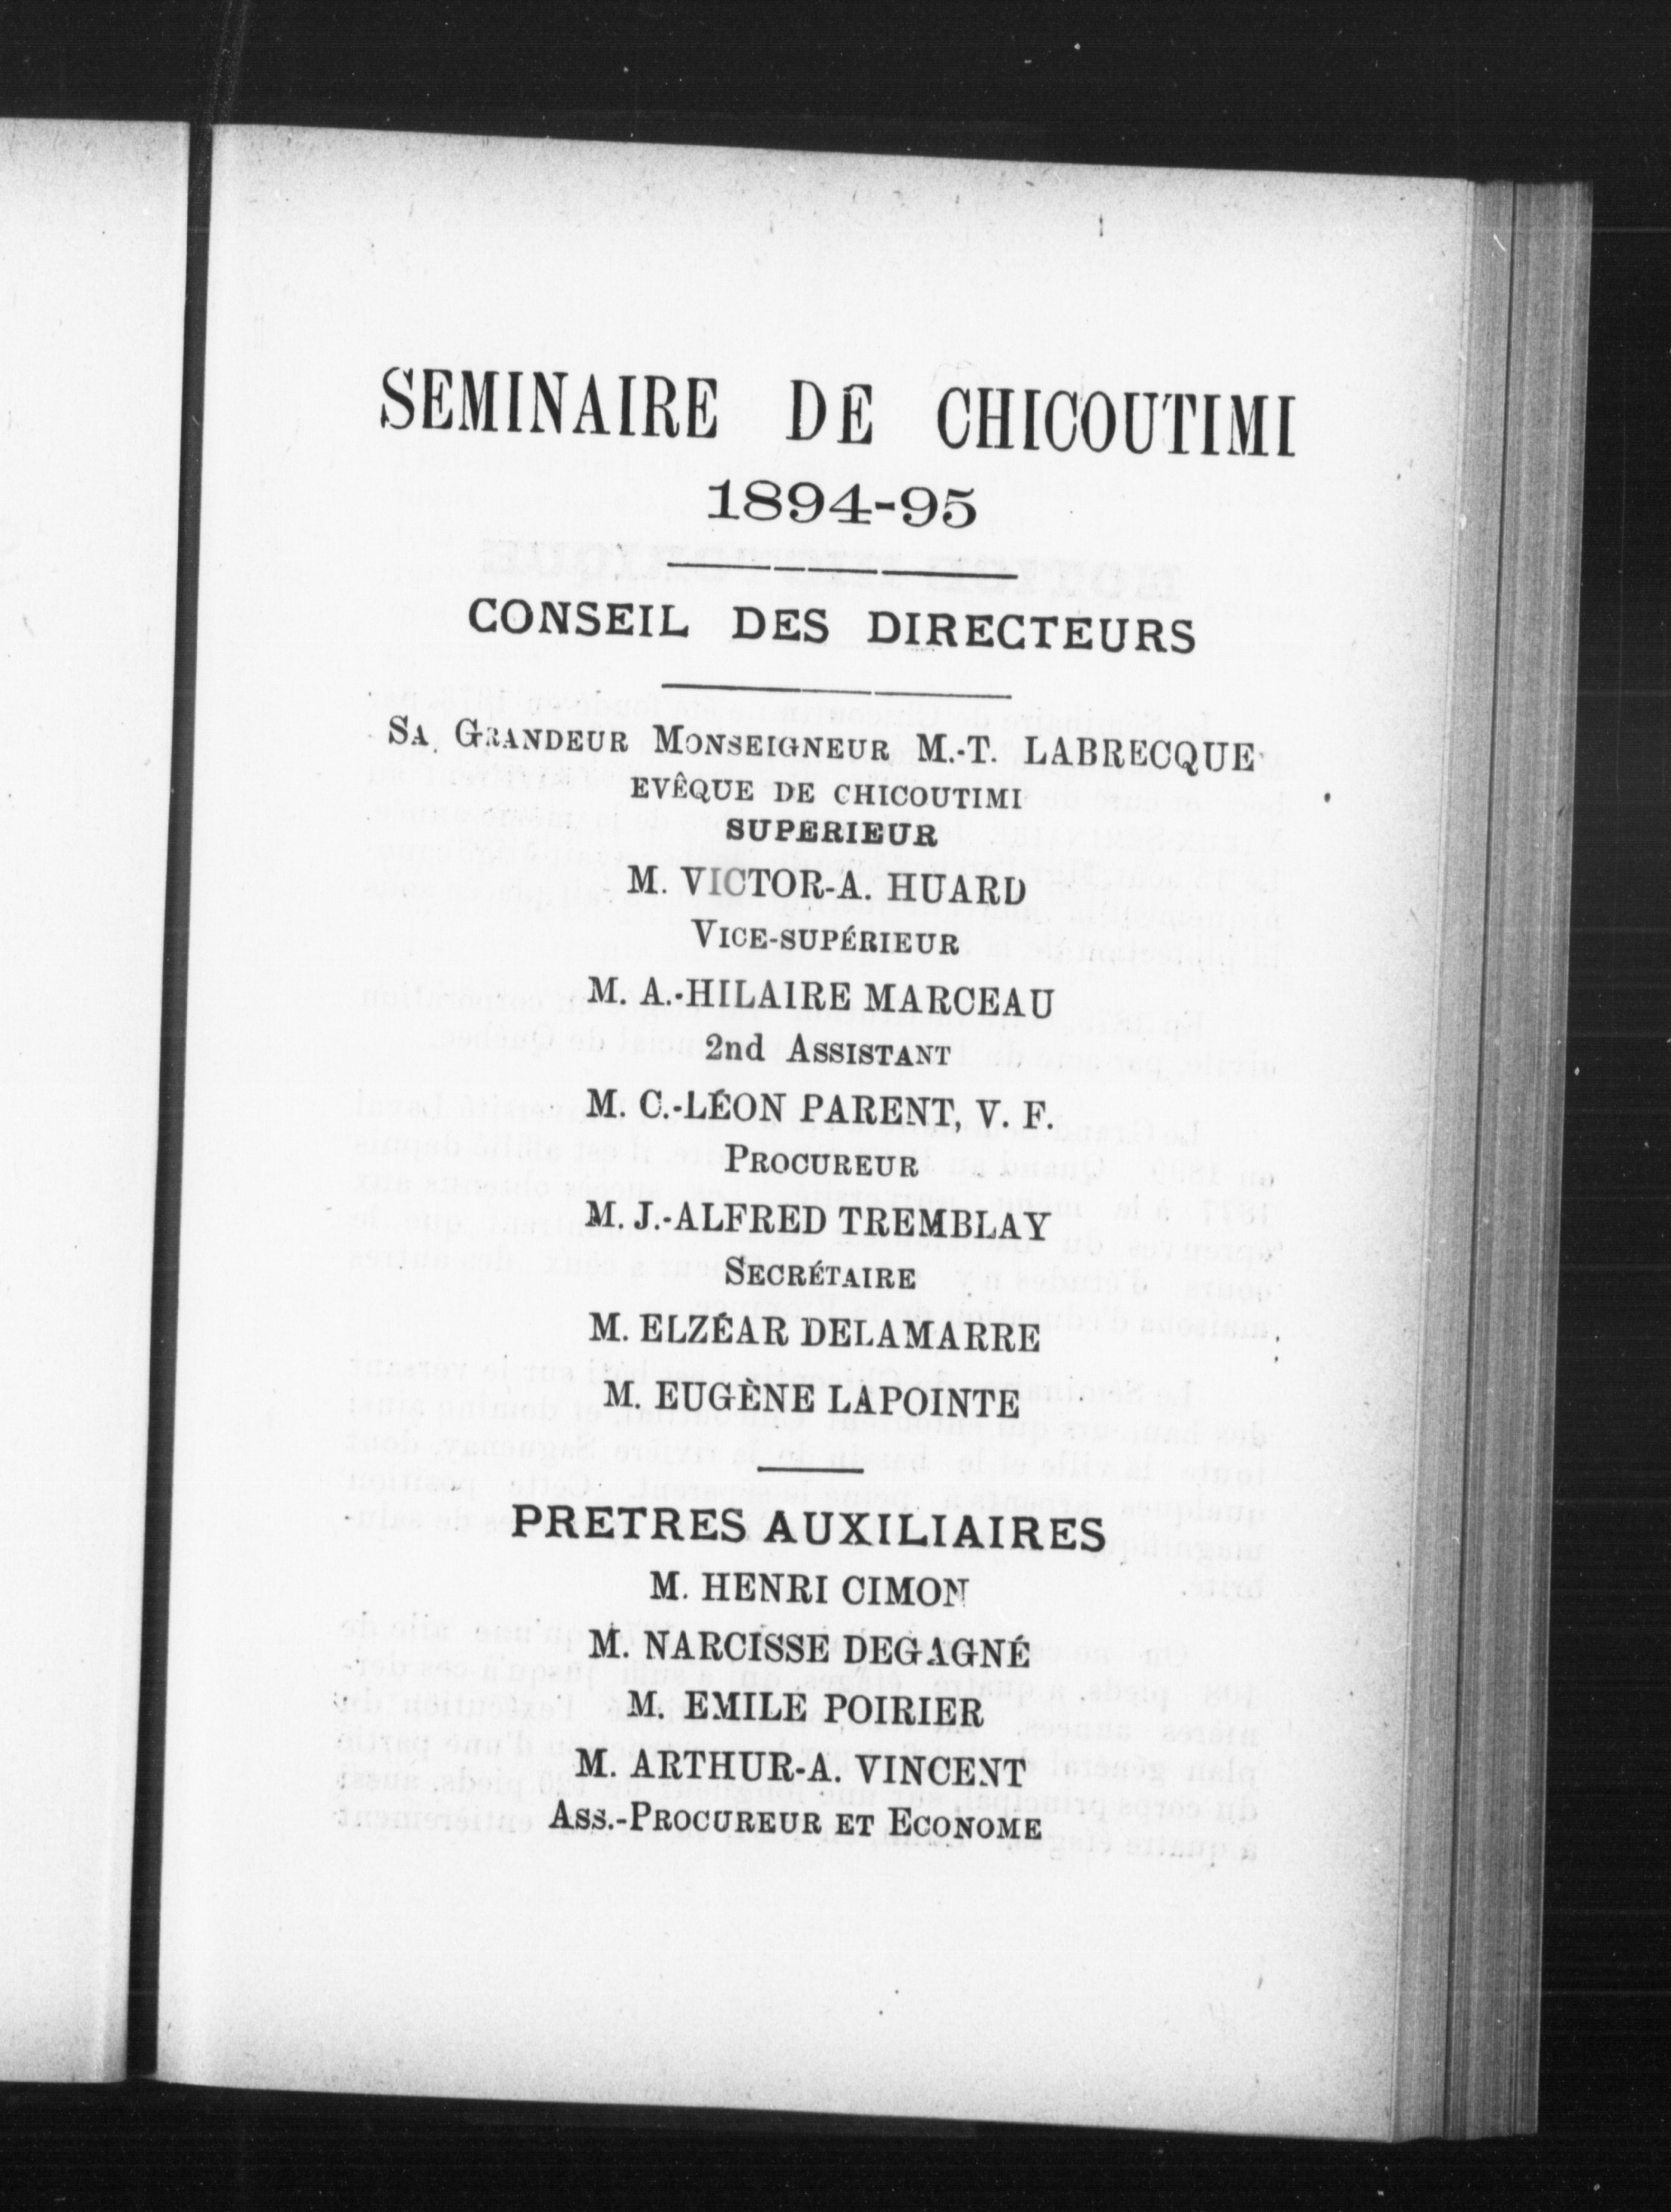 SEMINAIRE DE CHICOUTIMI
1894-95
CONSEIL DES DIRECTEURS
SA GRANDEUR MONSEIGNEUR M.-T. LABRECQUE
EVÊQUE DE CHICOUTIMI
SUPERIEUR
M. VICTOR-A. HUARD
VICE-SUPÉRIEUR
M. A.-HILAIRE MARCEAU
2nd ASSISTANT
M. C.-LÉON PARENT, V. F.
PROCUREUR
M. J.-ALFRED TREMBLAY
SECRÉTAIRE
M. ELZÉAR DELAMARRE
M. EUGÈNE LAPOINTE
PRETRES AUXILIAIRES
M. HENRI CIMON
M. NARCISSE DEGAGNÉ
M. EMILE POIRIER
M. ARTHUR-A. VINCENT
ASS.-PROCUREUR ET ECONOME